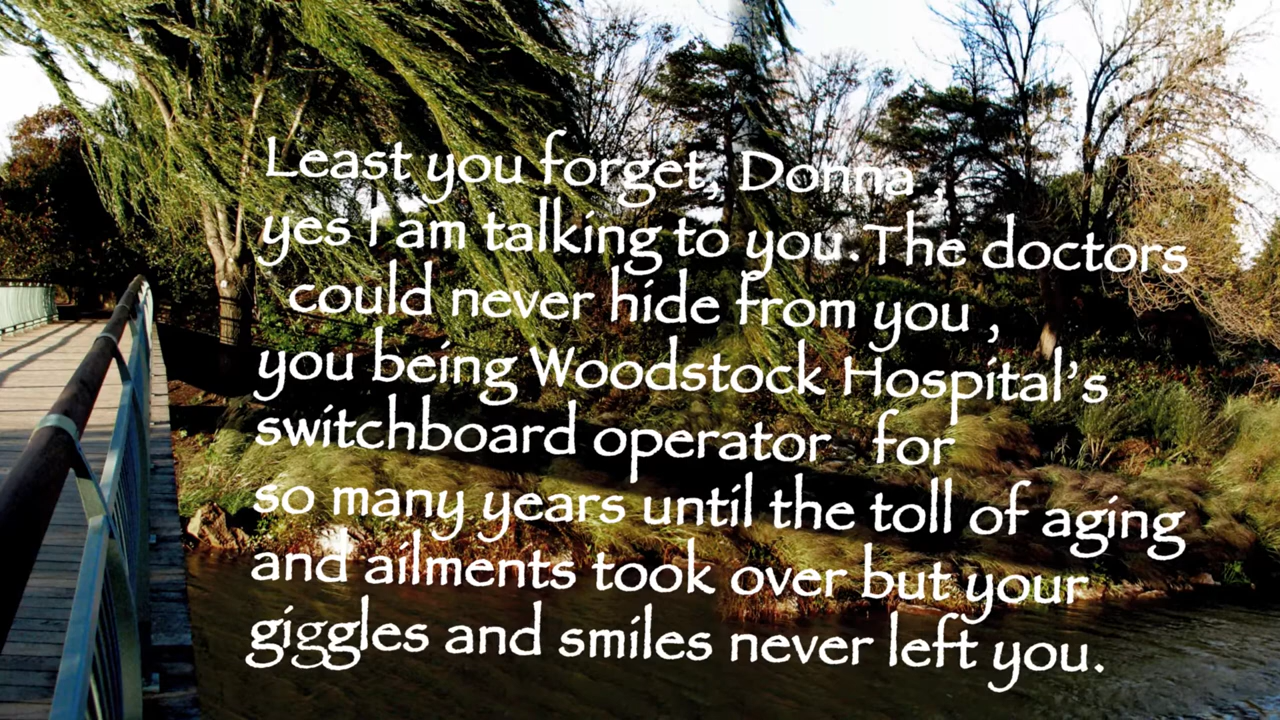 Least you forget, Donna ,
yes I am talking to you. The doctors
could never hide from you ,
you being Woodstock Hospital's
switchboard operator for
so many years until the toll of aging
and ailments took over but your
giggles and smiles never left you.